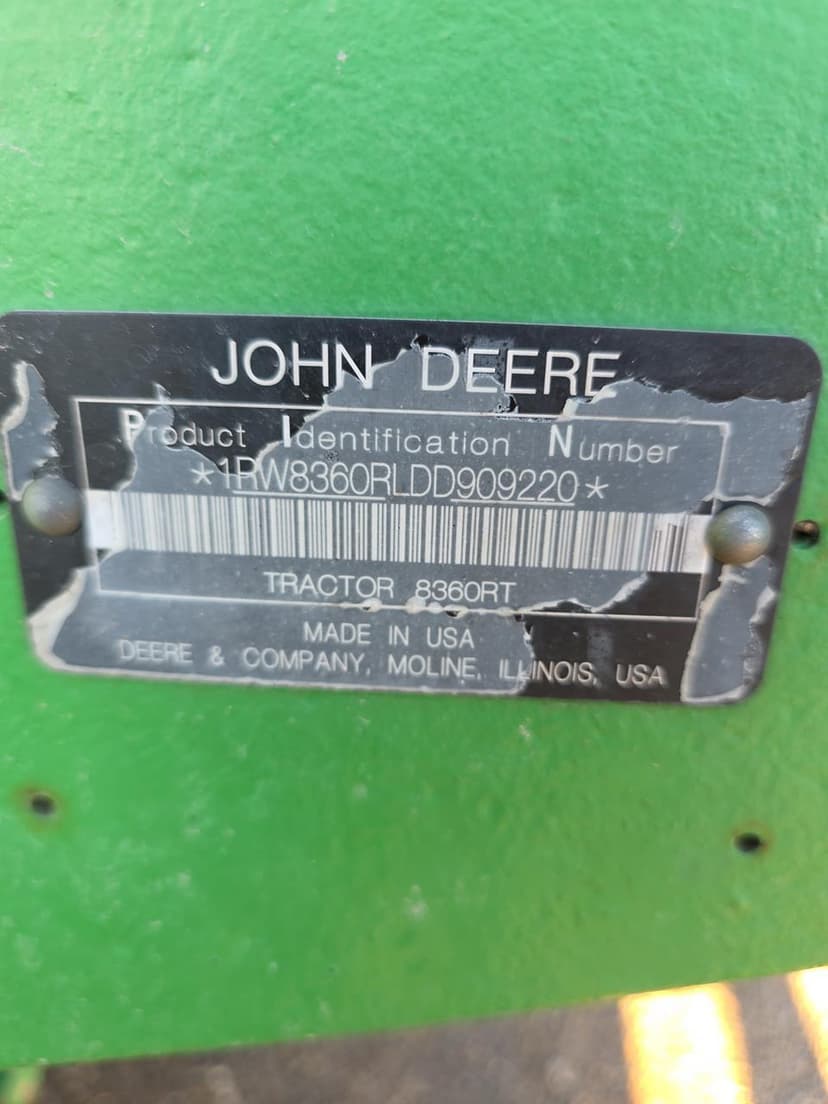 JOHN DEERE
Product Identification Number
*1RW8360RLDD909220*
TRACTOR 8360RT
MADE IN USA
DEERE & COMPANY, MOLINE, ILLINOIS, USA